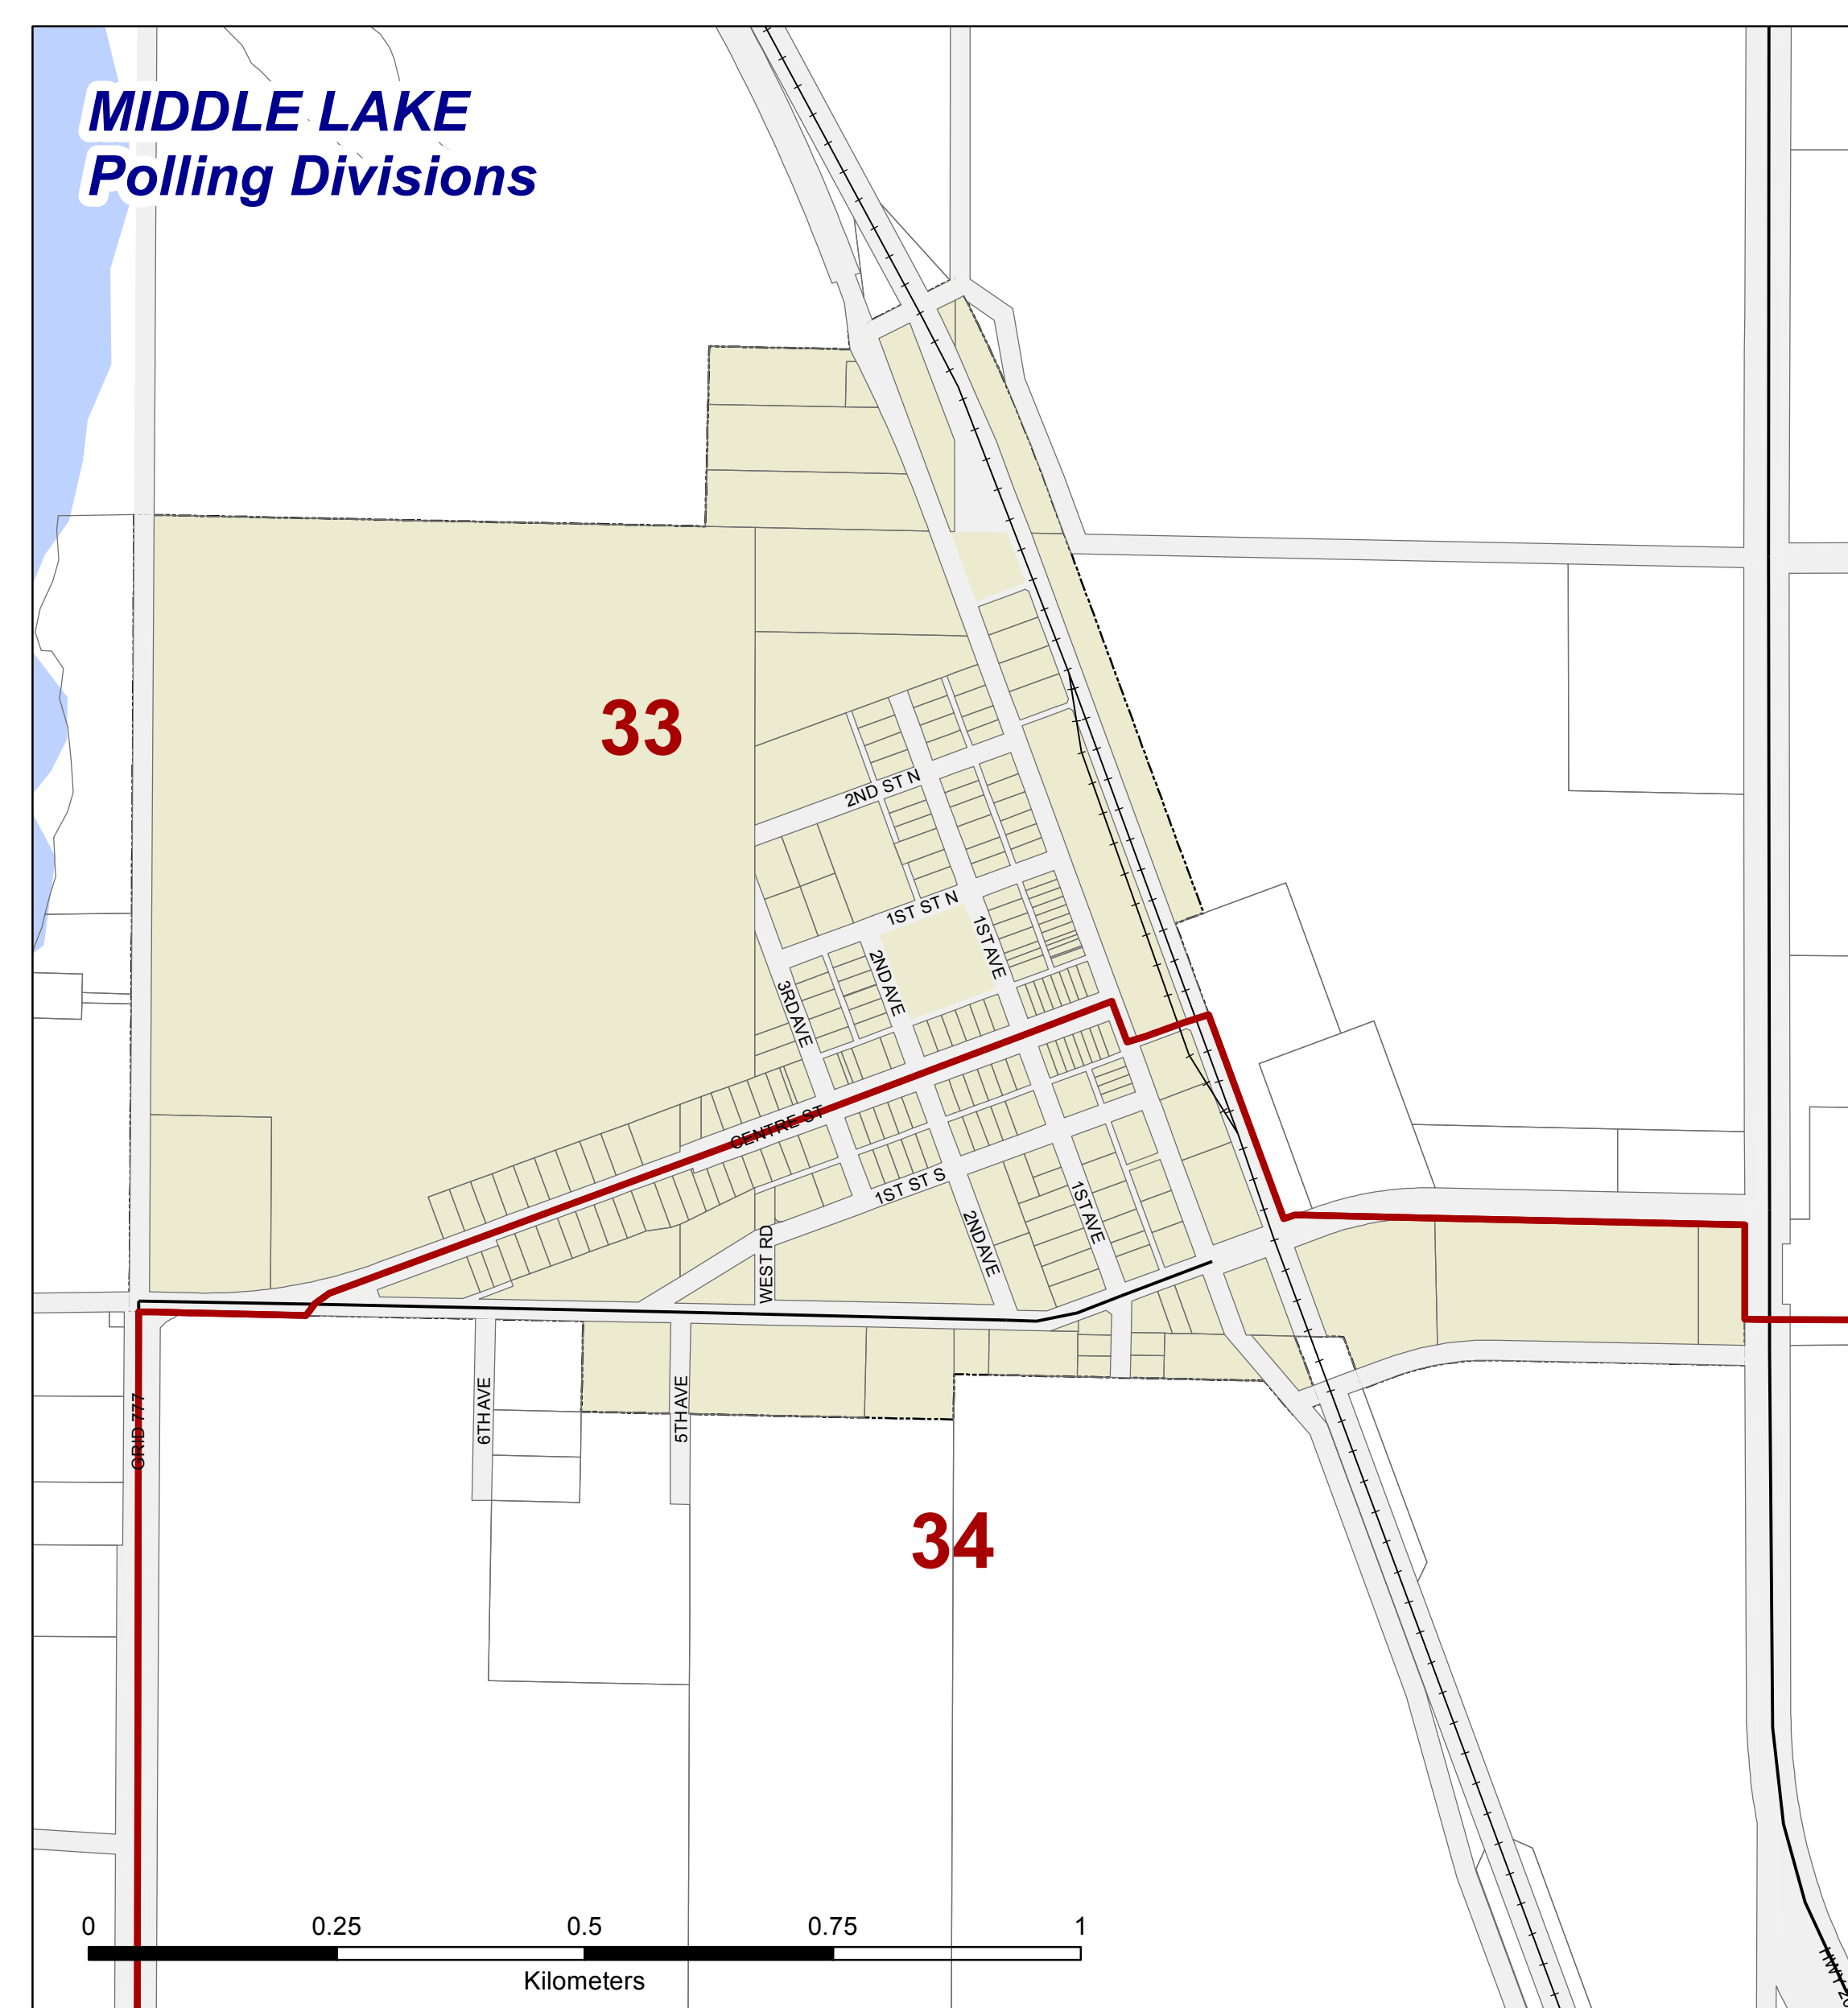 MIDDLE LAKE
Polling Divisions
33
2ND ST N
1ST ST N
1ST AVE
2ND AVE
3RD AVE
CENTRE ST
1ST ST S
1ST AVE
2ND AVE
WEST RD
GRID 777
6TH AVE
5TH AVE
34
0 0.25 0.5 0.75 1
Kilometers